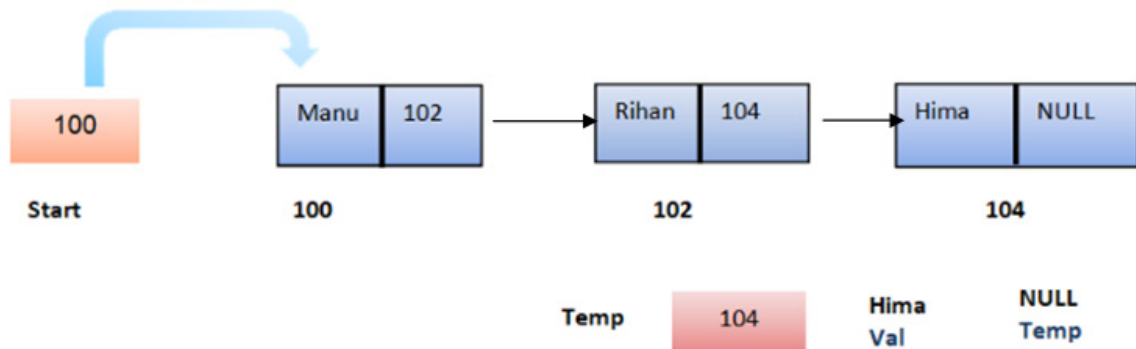 100
Manu 102
Rihan 104
Hima NULL
Start 100 102 104
Temp 104 Hima NULL
Val Temp